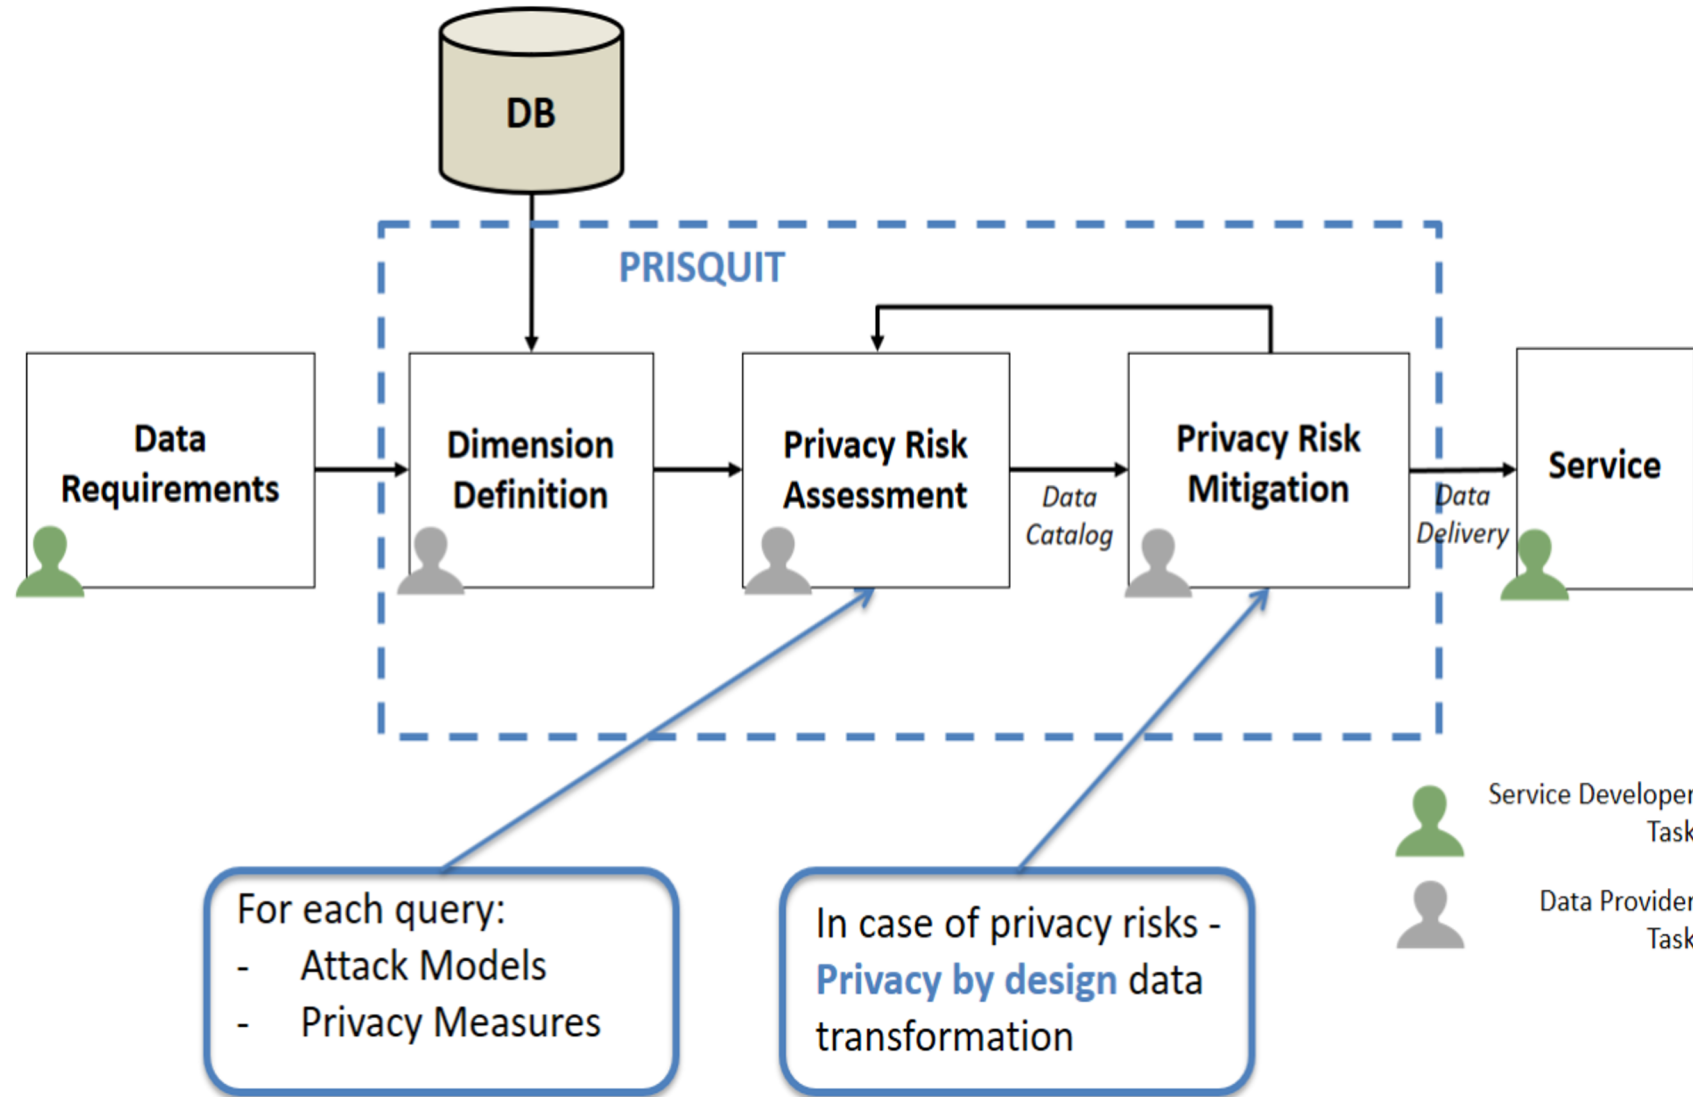 DB
PRISQUIT
Data
Requirements
Dimension
Definition
Privacy Risk
Assessment
Data
Catalog
Privacy Risk
Mitigation
Data
Delivery
Service
Service Developer
Task
Data Provider
Task
For each query:
- Attack Models
- Privacy Measures
In case of privacy risks -
Privacy by design data
transformation